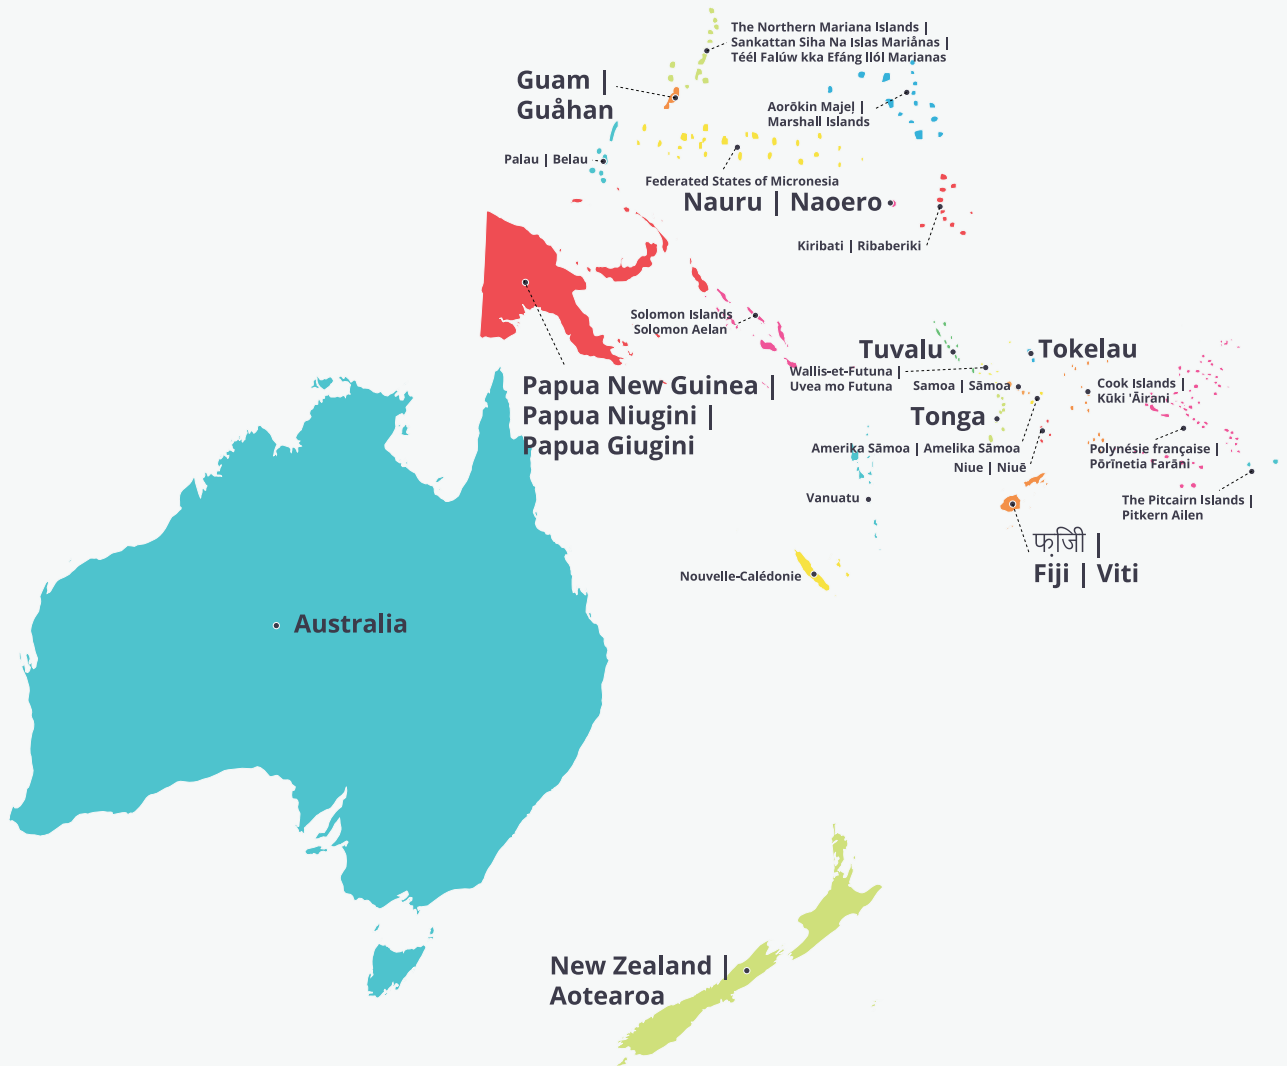 The Northern Mariana Islands |
Sankattan Siha Na Islas Mariånas |
Téél Falúw kka Efáng llól Marianas
Guam |
Guåhan
Aorōkin Majeļ |
Marshall Islands
Palau | Belau
Federated States of Micronesia
Nauru | Naoero
Kiribati | Ribaberiki
Solomon Islands
Solomon Aelan
Tuvalu
Tokelau
Wallis-et-Futuna |
Uvea mo Futuna
Samoa | Sāmoa
Cook Islands |
Kūki 'Āirani
Papua New Guinea |
Papua Niugini |
Papua Giugini
Tonga
Amerika Sāmoa | Amelika Sāmoa
Niue | Niuē
Polynésie française |
Pōrīnetia Farāni
Vanuatu
The Pitcairn Islands |
Pitkern Ailen
फ़िजी |
Fiji | Viti
Nouvelle-Calédonie
Australia
New Zealand |
Aotearoa